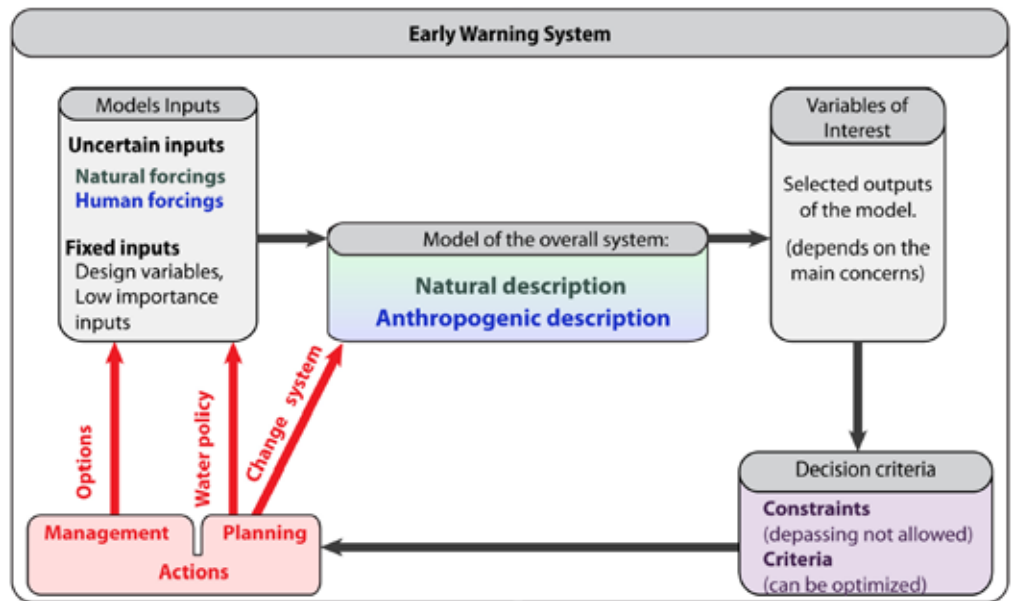 Early Warning System
Models Inputs
Uncertain inputs
Natural forcings
Human forcings
Fixed inputs
Design variables,
Low importance
inputs
Model of the overall system:
Natural description
Anthropogenic description
Variables of
Interest
Selected outputs
of the model.
(depends on the
main concerns)
Options
Water policy
Change system
Management
Planning
Actions
Decision criteria
Constraints
(depassing not allowed)
Criteria
(can be optimized)